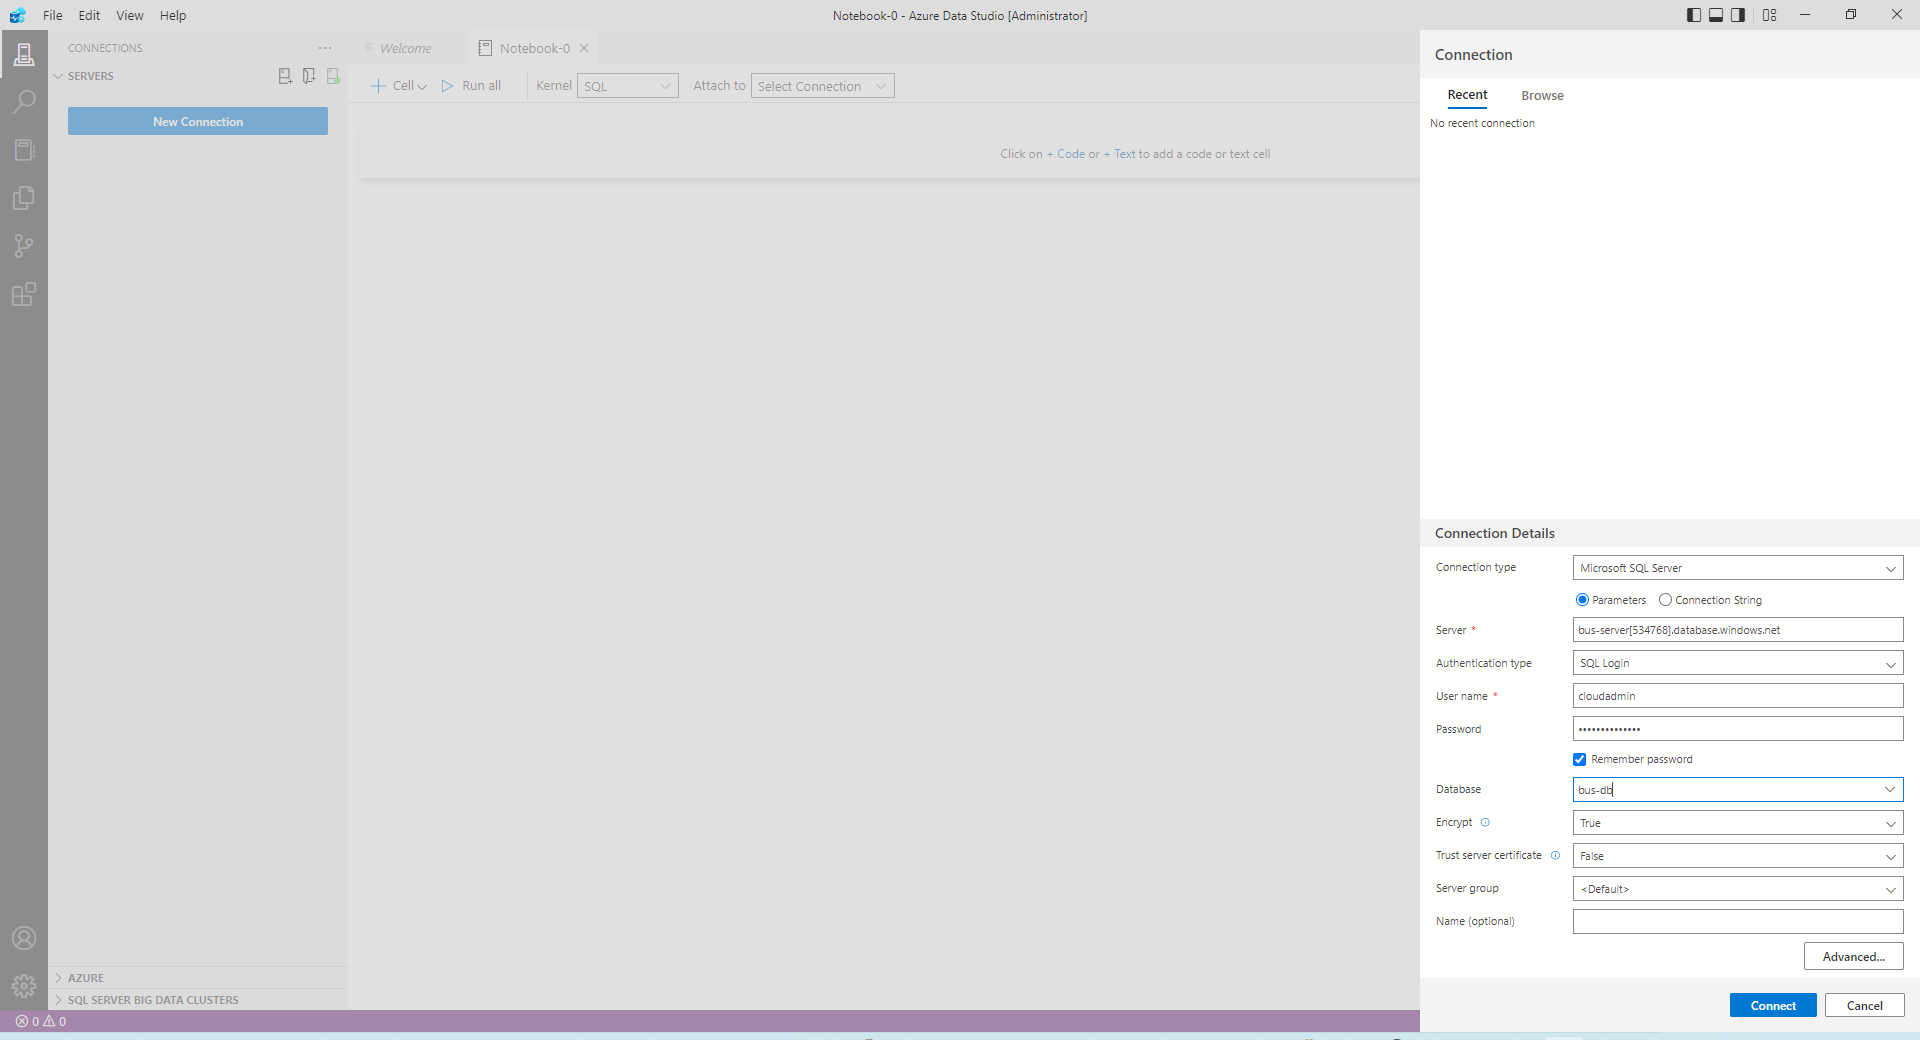 File Edit View Help
Notebook-0 - Azure Data Studio [Administrator]
CONNECTIONS
SERVERS
New Connection
AZURE
SQL SERVER BIG DATA CLUSTERS
0 0
Welcome
Notebook-0
Cell
Run all
Kernel
SQL
Attach to
Select Connection
Click on + Code or + Text to add a code or text cell
Connection
Recent
Browse
No recent connection
Connection Details
Connection type
Microsoft SQL Server
Parameters
Connection String
Server *
bus-server[534768].database.windows.net
Authentication type
SQL Login
User name *
cloudadmin
Password
••••••••••••••
Remember password
Database
bus-db
Encrypt
True
Trust server certificate
False
Server group
<Default>
Name (optional)
Advanced...
Connect
Cancel